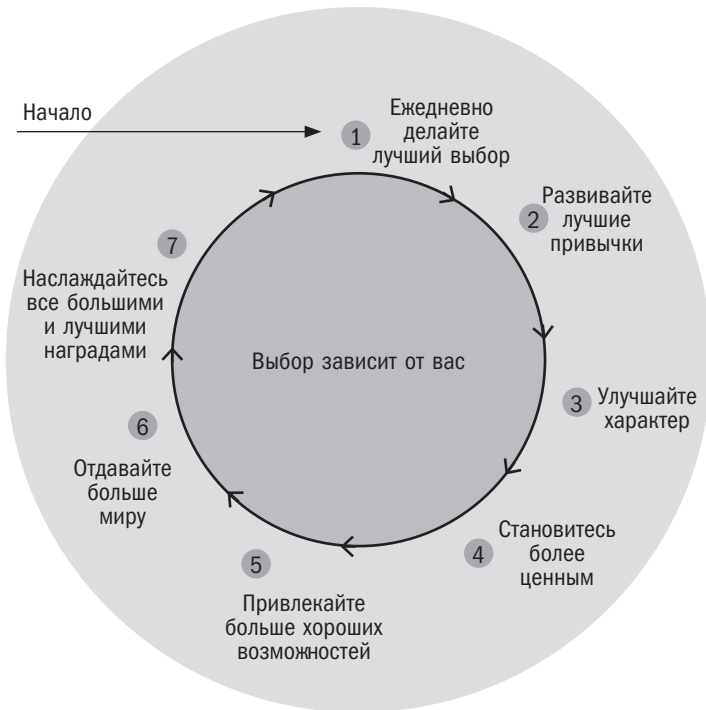 Начало
1
Ежедневно
делайте
лучший выбор
2
Развивайте
лучшие
привычки
3
Улучшайте
характер
4
Становитесь
более
ценным
5
Привлекайте
больше хороших
возможностей
6
Отдавайте
больше
миру
7
Наслаждайтесь
все большими
и лучшими
наградами
Выбор зависит от вас